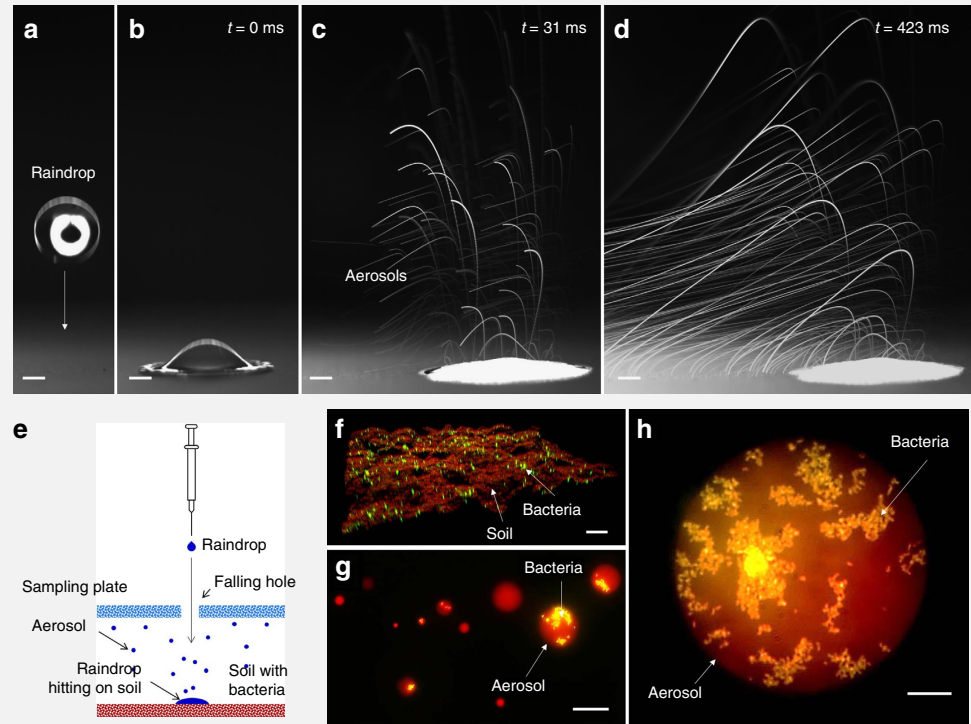 a
Raindrop
b
t = 0 ms
c
t = 31 ms
Aerosols
d
t = 423 ms
e
Raindrop
Sampling plate
Falling hole
Aerosol
Raindrop
hitting on soil
Soil with
bacteria
f
Bacteria
Soil
g
Bacteria
Aerosol
h
Bacteria
Aerosol